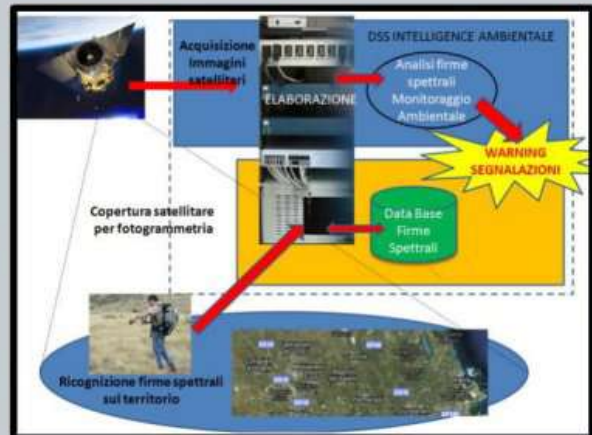 DSS INTELLIGENCE AMBIENTALE
Acquisizione
Immagini
satellitari
ELABORAZIONE
Analisi firme
spettrali
Monitoraggio
Ambientale
WARNING
SEGNALAZIONI
Copertura satellitare
per fotogrammetria
Data Base
Firme
Spettrali
Ricognizione firme spettrali
sul territorio